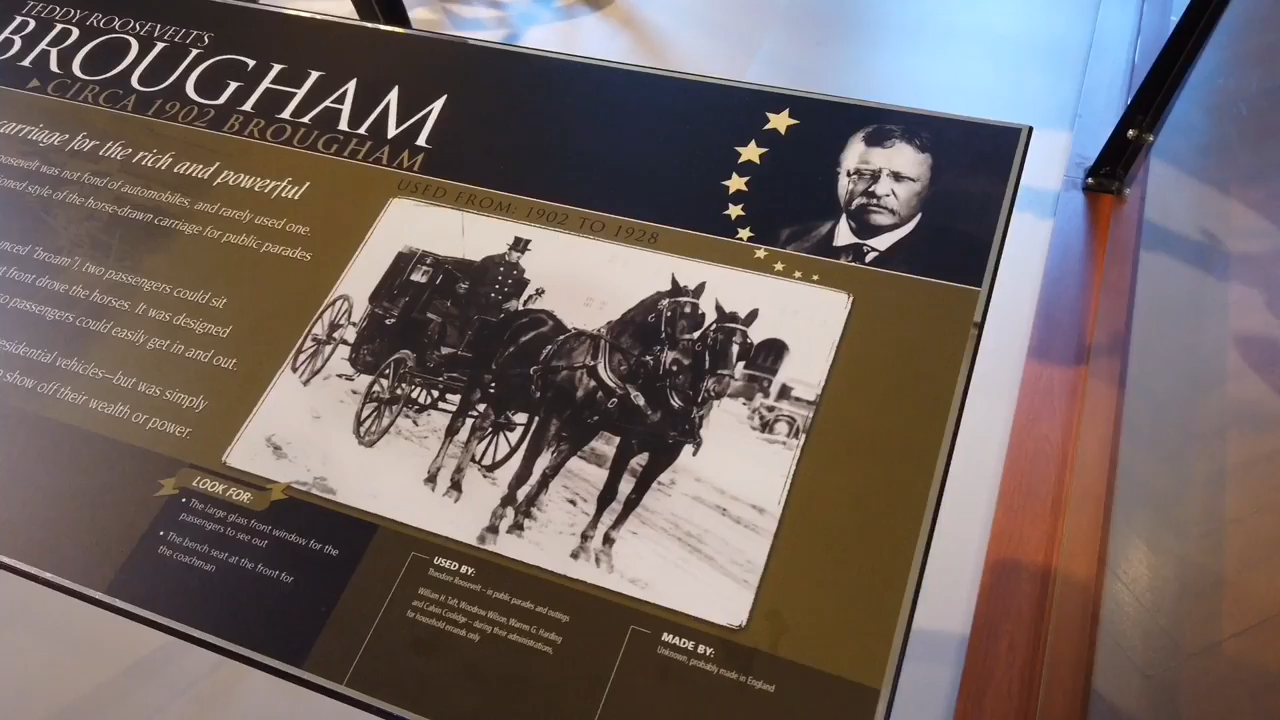 TEDDY ROOSEVELT'S
BROUGHAM
CIRCA 1902 BROUGHAM
USED FROM: 1902 TO 1928
carriage for the rich and powerful
oosevelt was not fond of automobiles, and rarely used one.
ioned style of the horse-drawn carriage for public parades
nced "broam"), two passengers could sit
t front drove the horses. It was designed
o passengers could easily get in and out.
esidential vehicles—but was simply
o show off their wealth or power.
LOOK FOR:
• The large glass front window for the
passengers to see out
• The bench seat at the front for
the coachman
USED BY:
Theodore Roosevelt – in public parades and outings
William H. Taft, Woodrow Wilson, Warren G. Harding
and Calvin Coolidge – during their administrations,
for household errands only
MADE BY:
Unknown, probably made in England